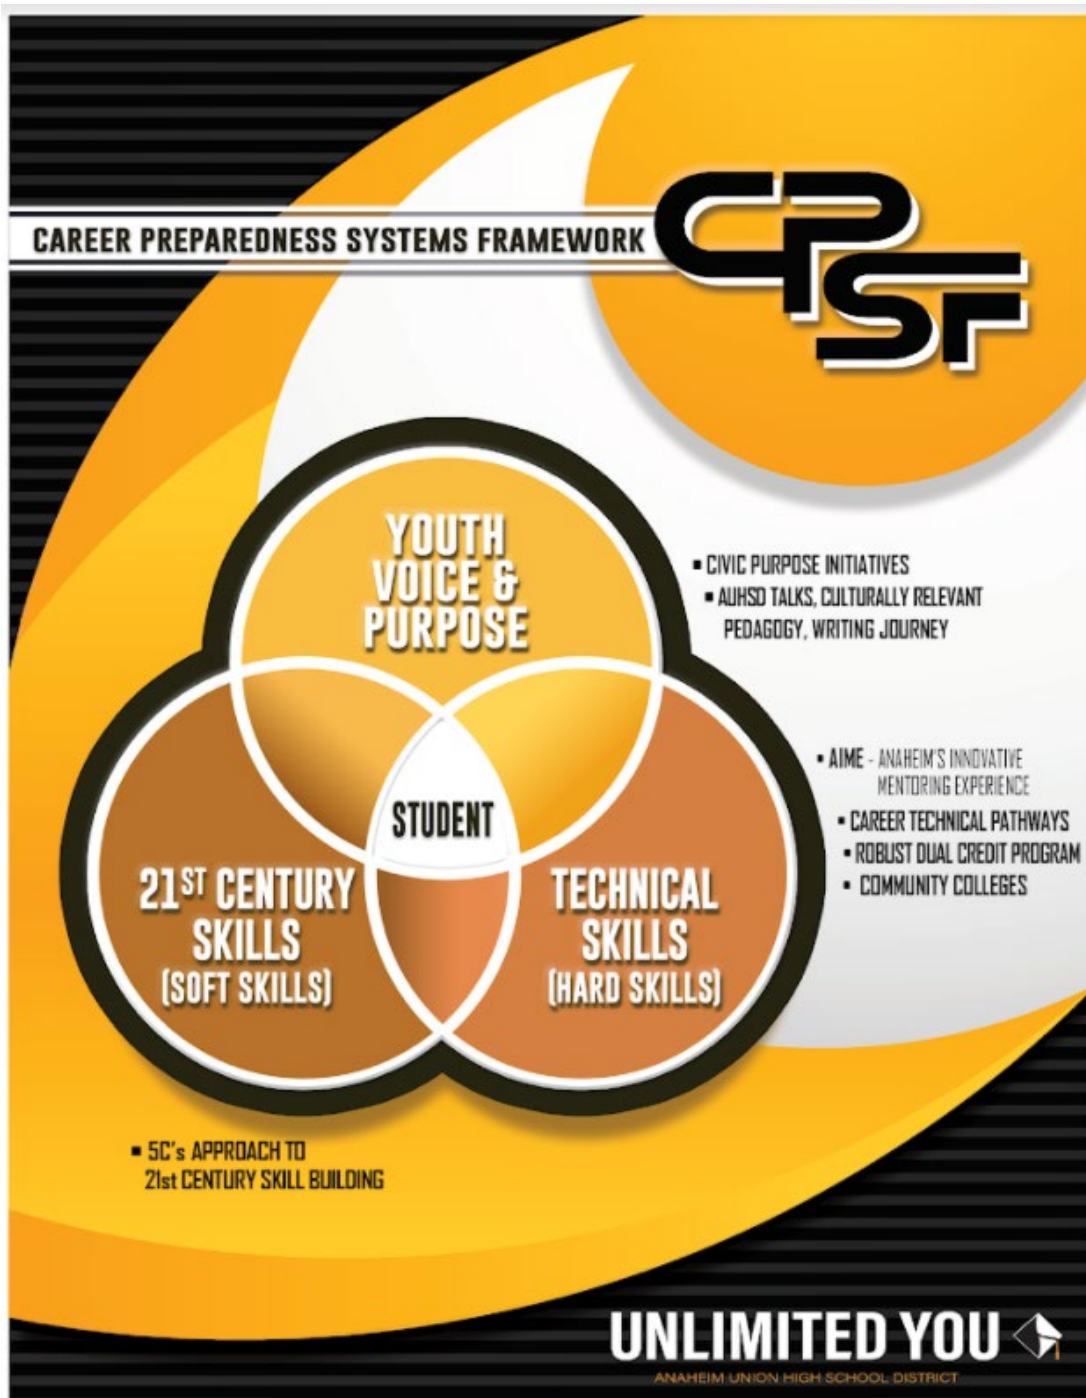 CAREER PREPAREDNESS SYSTEMS FRAMEWORK
CPSF
YOUTH
VOICE &
PURPOSE
▪ CIVIC PURPOSE INITIATIVES
▪ AUHSD TALKS, CULTURALLY RELEVANT
PEDAGOGY, WRITING JOURNEY
▪ AIME - ANAHEIM'S INNOVATIVE
MENTORING EXPERIENCE
▪ CAREER TECHNICAL PATHWAYS
▪ ROBUST DUAL CREDIT PROGRAM
▪ COMMUNITY COLLEGES
STUDENT
21ST CENTURY
SKILLS
(SOFT SKILLS)
TECHNICAL
SKILLS
(HARD SKILLS)
▪ 5C's APPROACH TO
21st CENTURY SKILL BUILDING
UNLIMITED YOU
ANAHEIM UNION HIGH SCHOOL DISTRICT